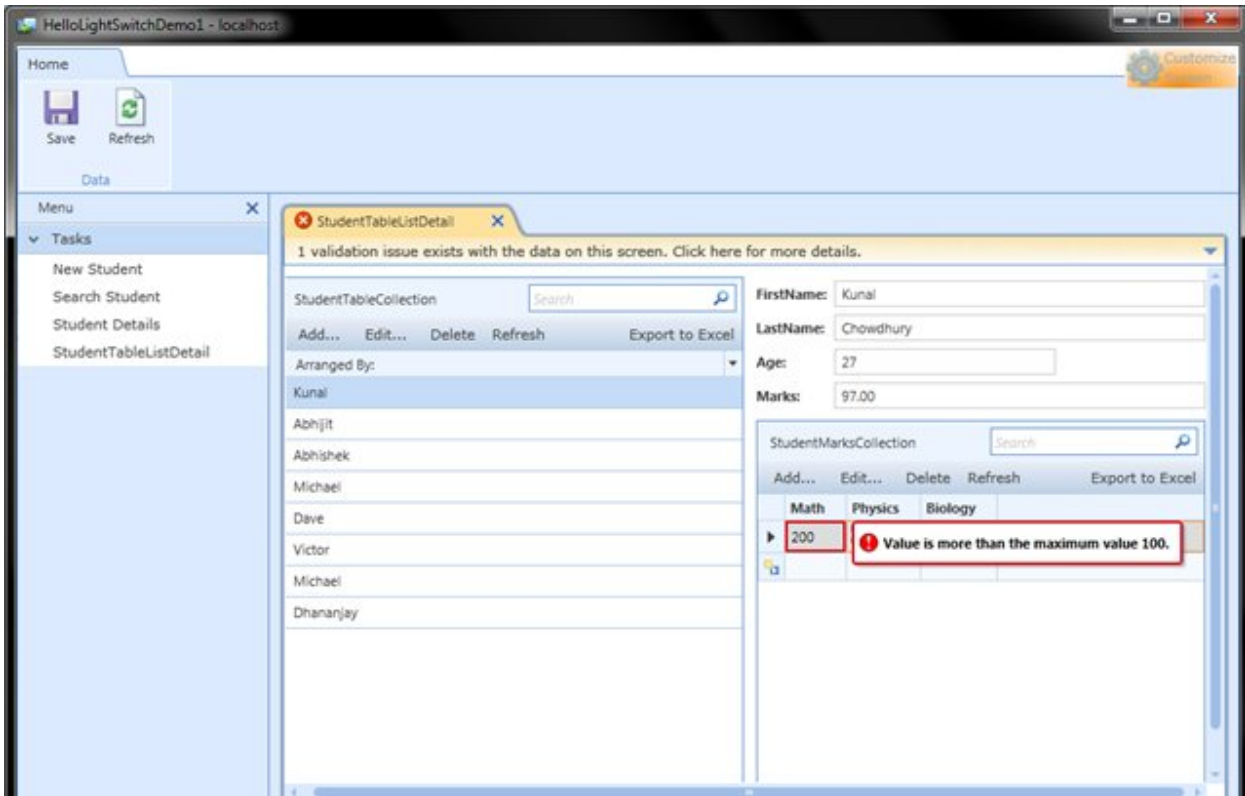 HelloLightSwitchDemo1 - localhost
Home
Customize
Save Refresh
Data
Menu
Tasks
New Student
Search Student
Student Details
StudentTableListDetail
StudentTableListDetail
1 validation issue exists with the data on this screen. Click here for more details.
StudentTableCollection Search
Add... Edit... Delete Refresh Export to Excel
Arranged By:
Kunal
Abhijit
Abhishek
Michael
Dave
Victor
Michael
Dhananjay
FirstName: Kunal
LastName: Chowdhury
Age: 27
Marks: 97.00
StudentMarksCollection Search
Add... Edit... Delete Refresh Export to Excel
Math Physics Biology
200 Value is more than the maximum value 100.